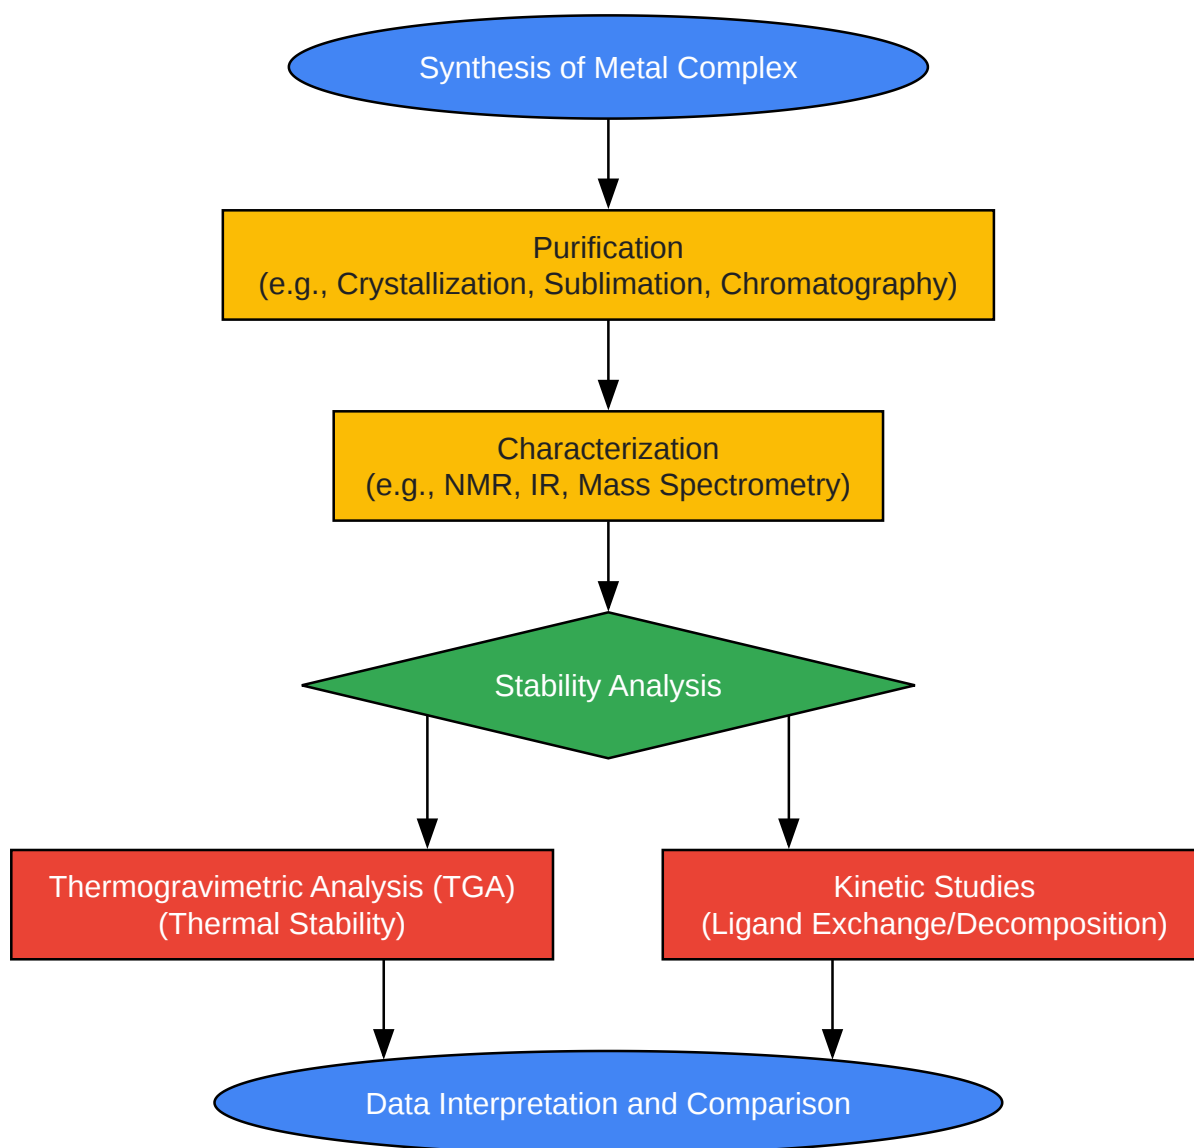 Synthesis of Metal Complex
Purification
(e.g., Crystallization, Sublimation, Chromatography)
Characterization
(e.g., NMR, IR, Mass Spectrometry)
Stability Analysis
Thermogravimetric Analysis (TGA)
(Thermal Stability)
Kinetic Studies
(Ligand Exchange/Decomposition)
Data Interpretation and Comparison